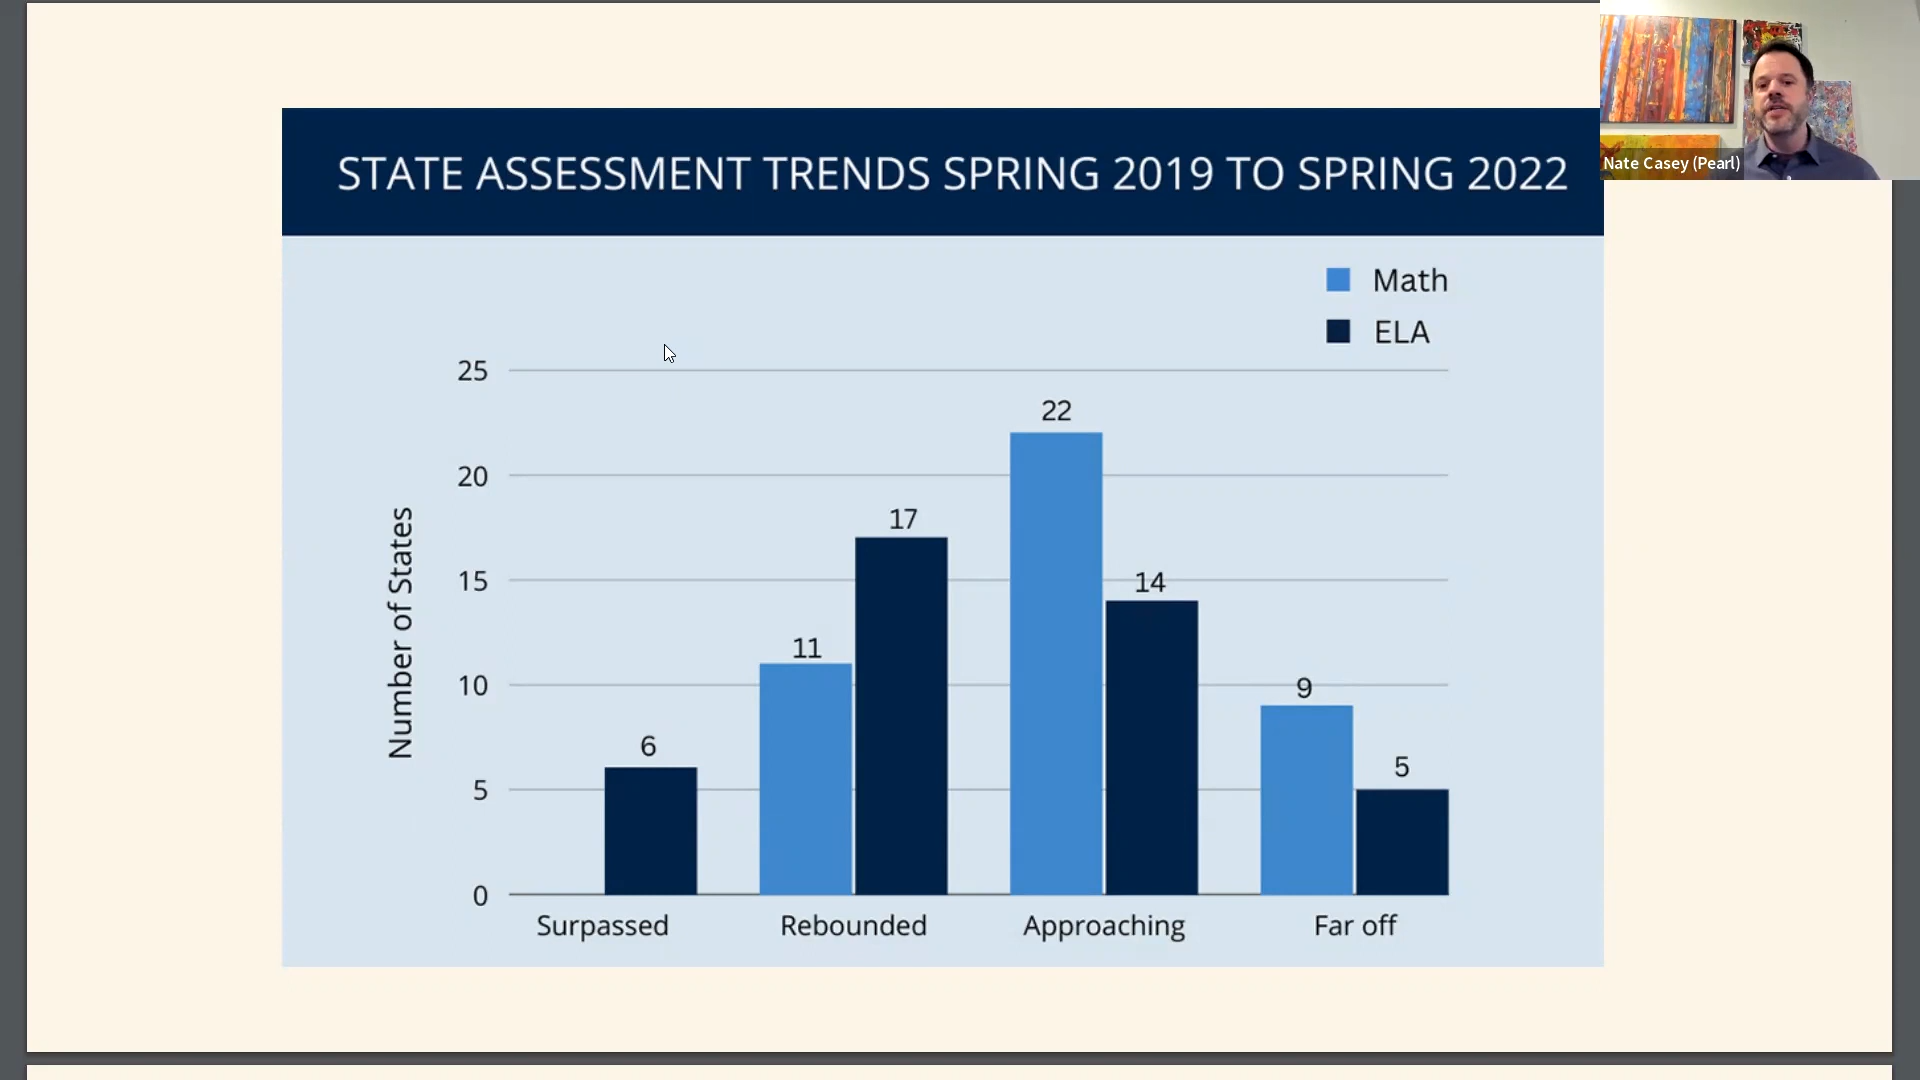 Nate Casey (Pearl)
STATE ASSESSMENT TRENDS SPRING 2019 TO SPRING 2022
Math
ELA
Number of States
25
20
15
10
5
0
6
11
17
22
14
9
5
Surpassed
Rebounded
Approaching
Far off